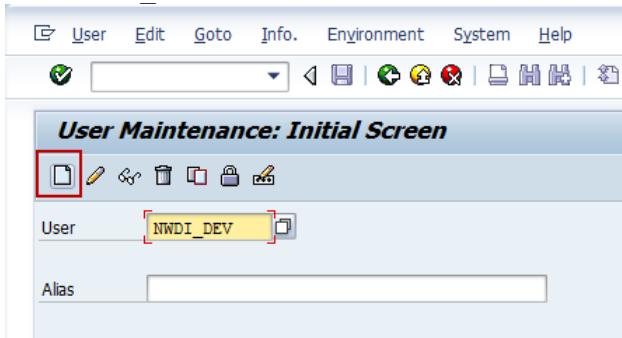 User Edit Goto Info. Environment System Help
User Maintenance: Initial Screen
User NWDI_DEV
Alias